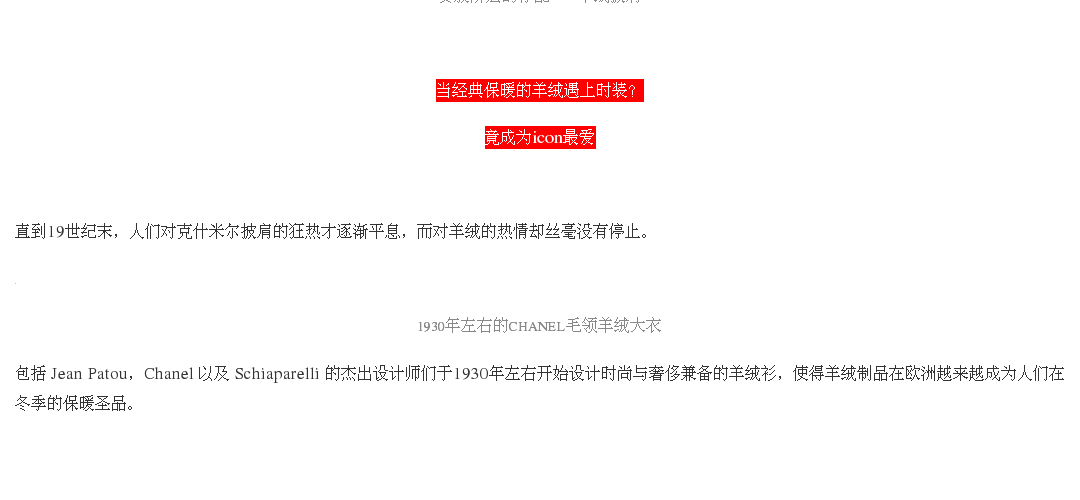 当经典保暖的羊绒遇上时装？
竟成为icon最爱
直到19世纪末，人们对克什米尔披肩的狂热才逐渐平息，而对羊绒的热情却丝毫没有停止。
1930年左右的CHANEL毛领羊绒大衣
包括 Jean Patou，Chanel 以及 Schiaparelli 的杰出设计师们于1930年左右开始设计时尚与奢侈兼备的羊绒衫，使得羊绒制品在欧洲越来越成为人们在
冬季的保暖圣品。